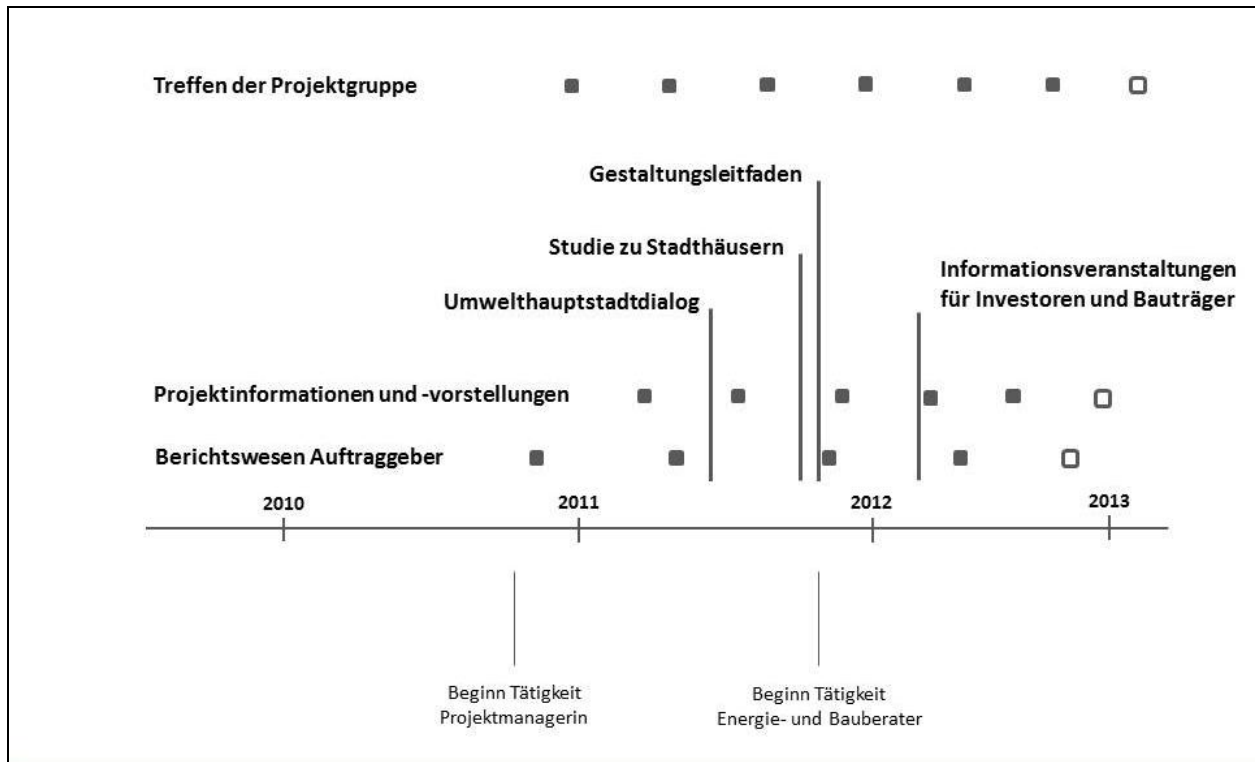 Treffen der Projektgruppe
Gestaltungsleitfaden
Studie zu Stadthäusern
Informationsveranstaltungen
für Investoren und Bauträger
Umwelthauptstadtdialog
Projektinformationen und -vorstellungen
Berichtswesen Auftraggeber
2010
2011
2012
2013
Beginn Tätigkeit
Projektmanagerin
Beginn Tätigkeit
Energie- und Bauberater